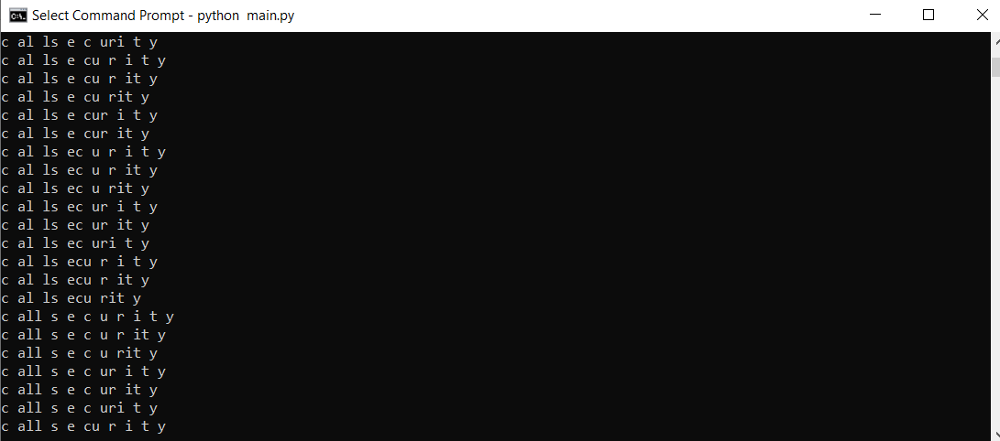 Select Command Prompt - python  main.py
c al ls e c uri t y
c al ls e cu r i t y
c al ls e cu r it y
c al ls e cu rit y
c al ls e cur i t y
c al ls e cur it y
c al ls ec u r i t y
c al ls ec u r it y
c al ls ec u rit y
c al ls ec ur i t y
c al ls ec ur it y
c al ls ec uri t y
c al ls ecu r i t y
c al ls ecu r it y
c al ls ecu rit y
c all s e c u r i t y
c all s e c u r it y
c all s e c u rit y
c all s e c ur i t y
c all s e c ur it y
c all s e c uri t y
c all s e cu r i t y